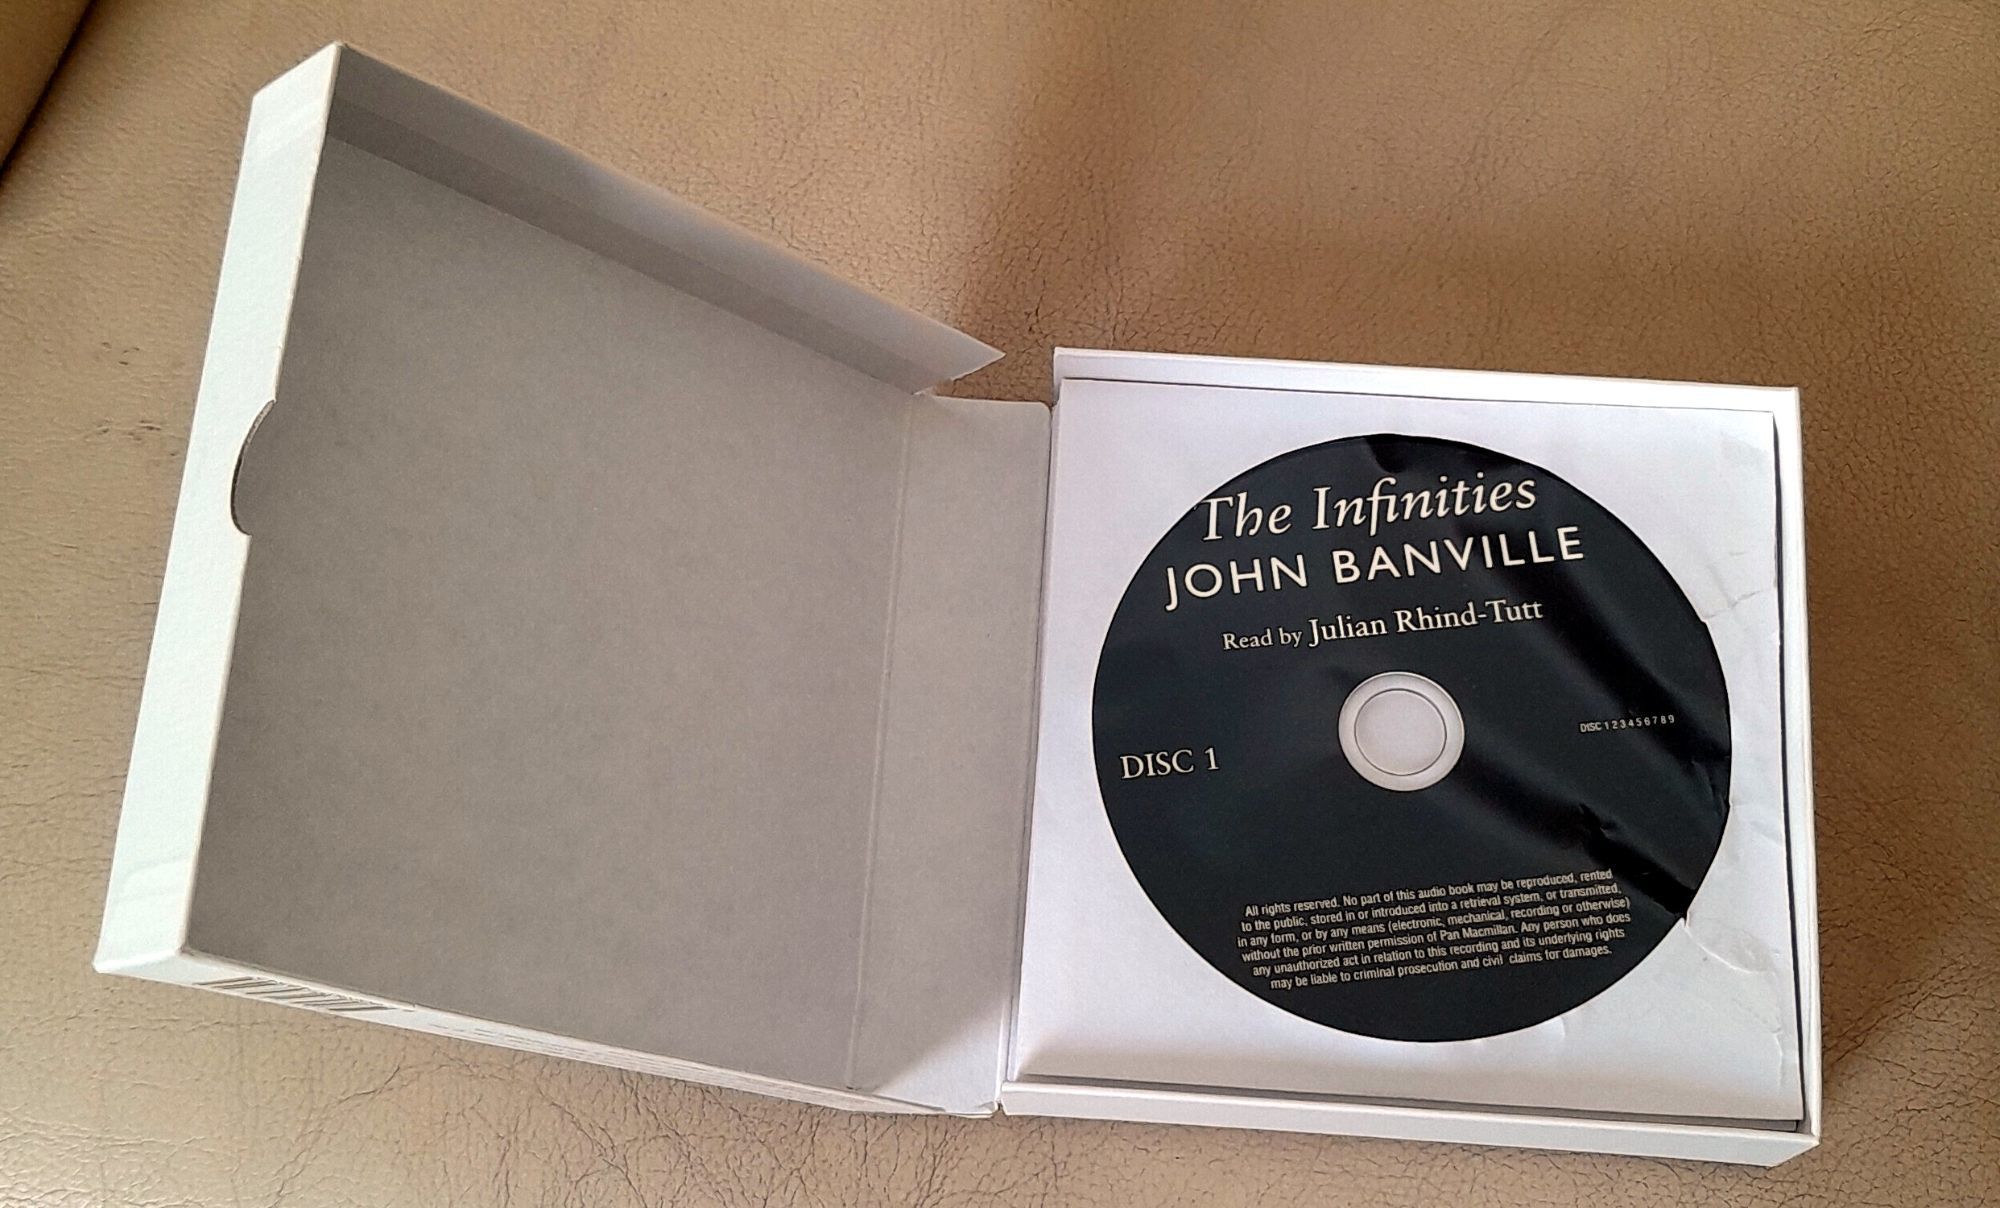 The Infinities
JOHN BANVILLE
Read by Julian Rhind-Tutt
DISC 1 2 3 4 5 6 7 8 9
DISC 1
All rights reserved. No part of this audio book may be reproduced, rented
to the public, stored in or introduced into a retrieval system, or transmitted,
in any form, or by any means (electronic, mechanical, recording or otherwise)
without the prior written permission of Pan Macmillan. Any person who does
any unauthorized act in relation to this recording and its underlying rights
may be liable to criminal prosecution and civil claims for damages.